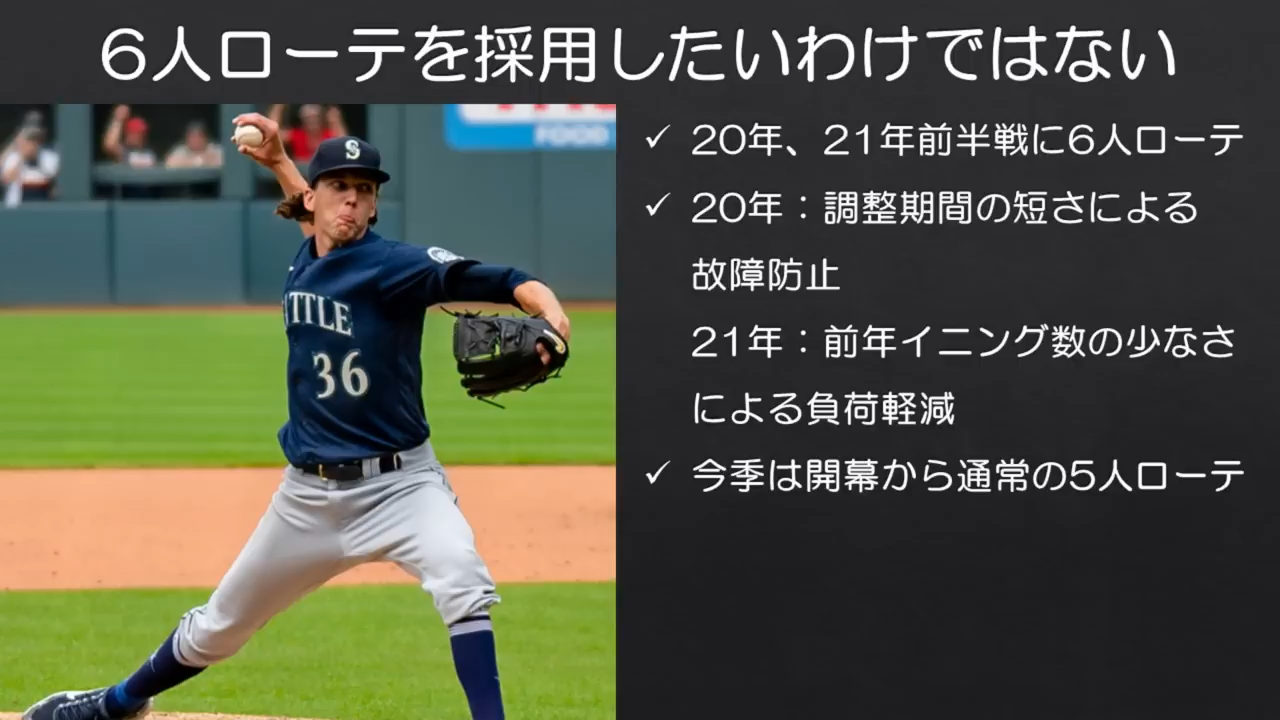 6人ローテを採用したいわけではない
20年、21年前半戦に6人ローテ
20年：調整期間の短さによる
故障防止
21年：前年イニング数の少なさ
による負荷軽減
今季は開幕から通常の5人ローテ
FOOD
S
TTLE
36